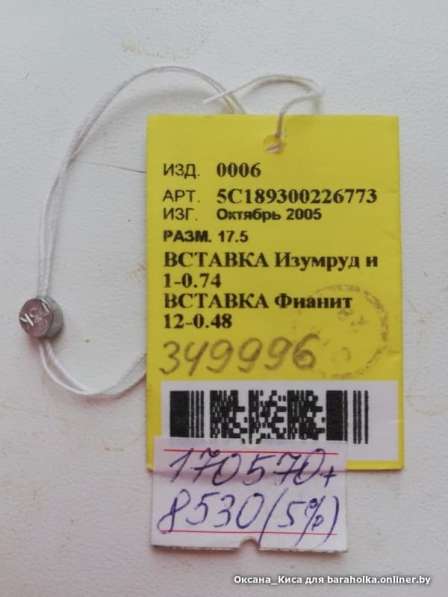 ИЗД. 0006
АРТ. 5С189300226773
ИЗГ. Октябрь 2005
РАЗМ. 17.5
ВСТАВКА Изумруд и
1-0.74
ВСТАВКА Фианит
12-0.48
349996
170570+
8530(5%)
Оксана_Киса для baraholka.onliner.by